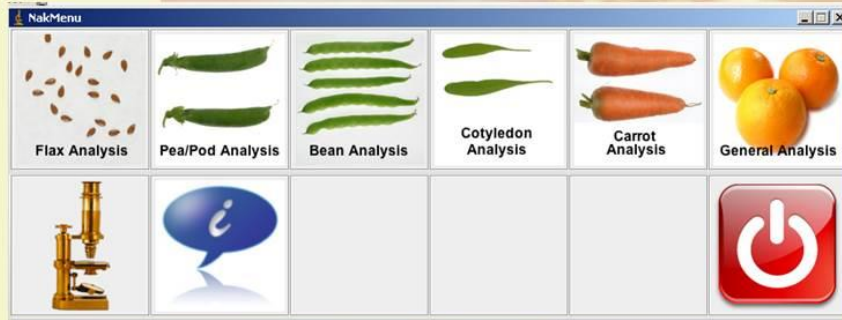 NakMenu
Flax Analysis
Pea/Pod Analysis
Bean Analysis
Cotyledon
Analysis
Carrot
Analysis
General Analysis
i